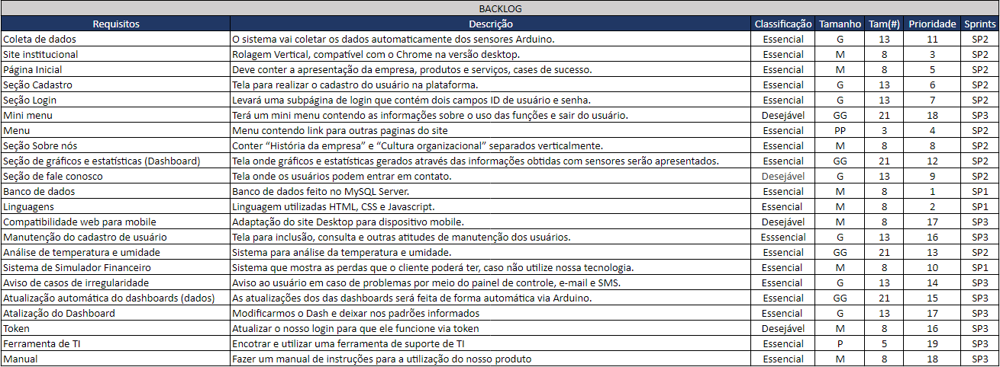 BACKLOG
Requisitos Descrição Classificação Tamanho Tam(#) Prioridade Sprints
Coleta de dados O sistema vai coletar os dados automaticamente dos sensores Arduino. Essencial G 13 11 SP2
Site institucional Rolagem Vertical, compatível com o Chrome na versão desktop. Essencial M 8 3 SP2
Página Inicial Deve conter a apresentação da empresa, produtos e serviços, cases de sucesso. Essencial M 8 5 SP2
Seção Cadastro Tela para realizar o cadastro do usuário na plataforma. Essencial G 13 6 SP2
Seção Login Levará uma subpágina de login que contém dois campos ID de usuário e senha. Essencial G 13 7 SP2
Mini menu Terá um mini menu contendo as informações sobre o uso das funções e sair do usuário. Desejável GG 21 18 SP3
Menu Menu contendo link para outras paginas do site Essencial PP 3 4 SP2
Seção Sobre nós Conter “História da empresa” e “Cultura organizacional” separados verticalmente. Essencial M 8 8 SP2
Seção de gráficos e estatísticas (Dashboard) Tela onde gráficos e estatísticas gerados através das informações obtidas com sensores serão apresentados. Essencial GG 21 12 SP2
Seção de fale conosco Tela onde os usuários podem entrar em contato. Desejável G 13 9 SP2
Banco de dados Banco de dados feito no MySQL Server. Essencial M 8 1 SP1
Linguagens Linguagem utilizadas HTML, CSS e Javascript. Essencial M 8 2 SP1
Compatibilidade web para mobile Adaptação do site Desktop para dispositivo mobile. Desejável M 8 17 SP3
Manutenção do cadastro de usuário Tela para inclusão, consulta e outras atitudes de manutenção dos usuários. Esssencial G 13 16 SP3
Análise de temperatura e umidade Sistema para análise da temperatura e umidade. Essencial GG 21 13 SP2
Sistema de Simulador Financeiro Sistema que mostra as perdas que o cliente poderá ter, caso não utilize nossa tecnologia. Essencial M 8 10 SP1
Aviso de casos de irregularidade Aviso ao usuário em caso de problemas por meio do painel de controle, e-mail e SMS. Essencial G 13 14 SP3
Atualização automática do dashboards (dados) As atualizações dos das dashboards será feita de forma automática via Arduino. Essencial GG 21 15 SP3
Atalização do Dashboard Modificarmos o Dash e deixar nos padrões informados Essencial G 13 17 SP3
Token Atualizar o nosso login para que ele funcione via token Desejável M 8 16 SP3
Ferramenta de TI Encotrar e utilizar uma ferramenta de suporte de TI Essencial P 5 19 SP3
Manual Fazer um manual de instruções para a utilização do nosso produto Essencial M 8 18 SP3